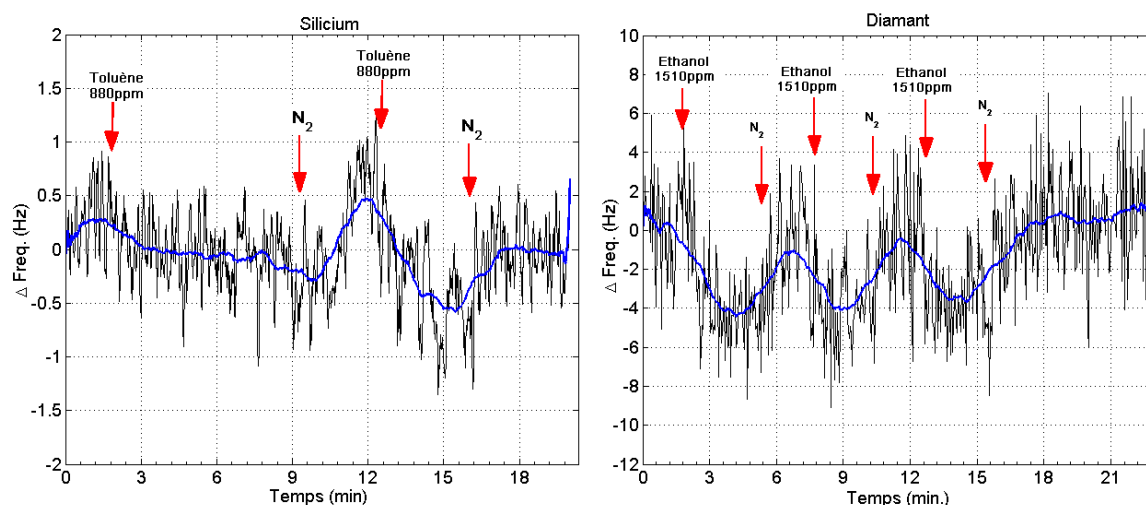 Silicium
2
1.5
1
0.5
0
-0.5
-1
-1.5
-2
Δ Freq. (Hz)
Toluène
880ppm
N2
Toluène
880ppm
N2
0 3 6 9 12 15 18
Temps (min)
Diamant
10
8
6
4
2
0
-2
-4
-6
-8
-10
-12
Δ Freq. (Hz)
Ethanol
1510ppm
N2
Ethanol
1510ppm
N2
Ethanol
1510ppm
N2
0 3 6 9 12 15 18 21
Temps (min.)